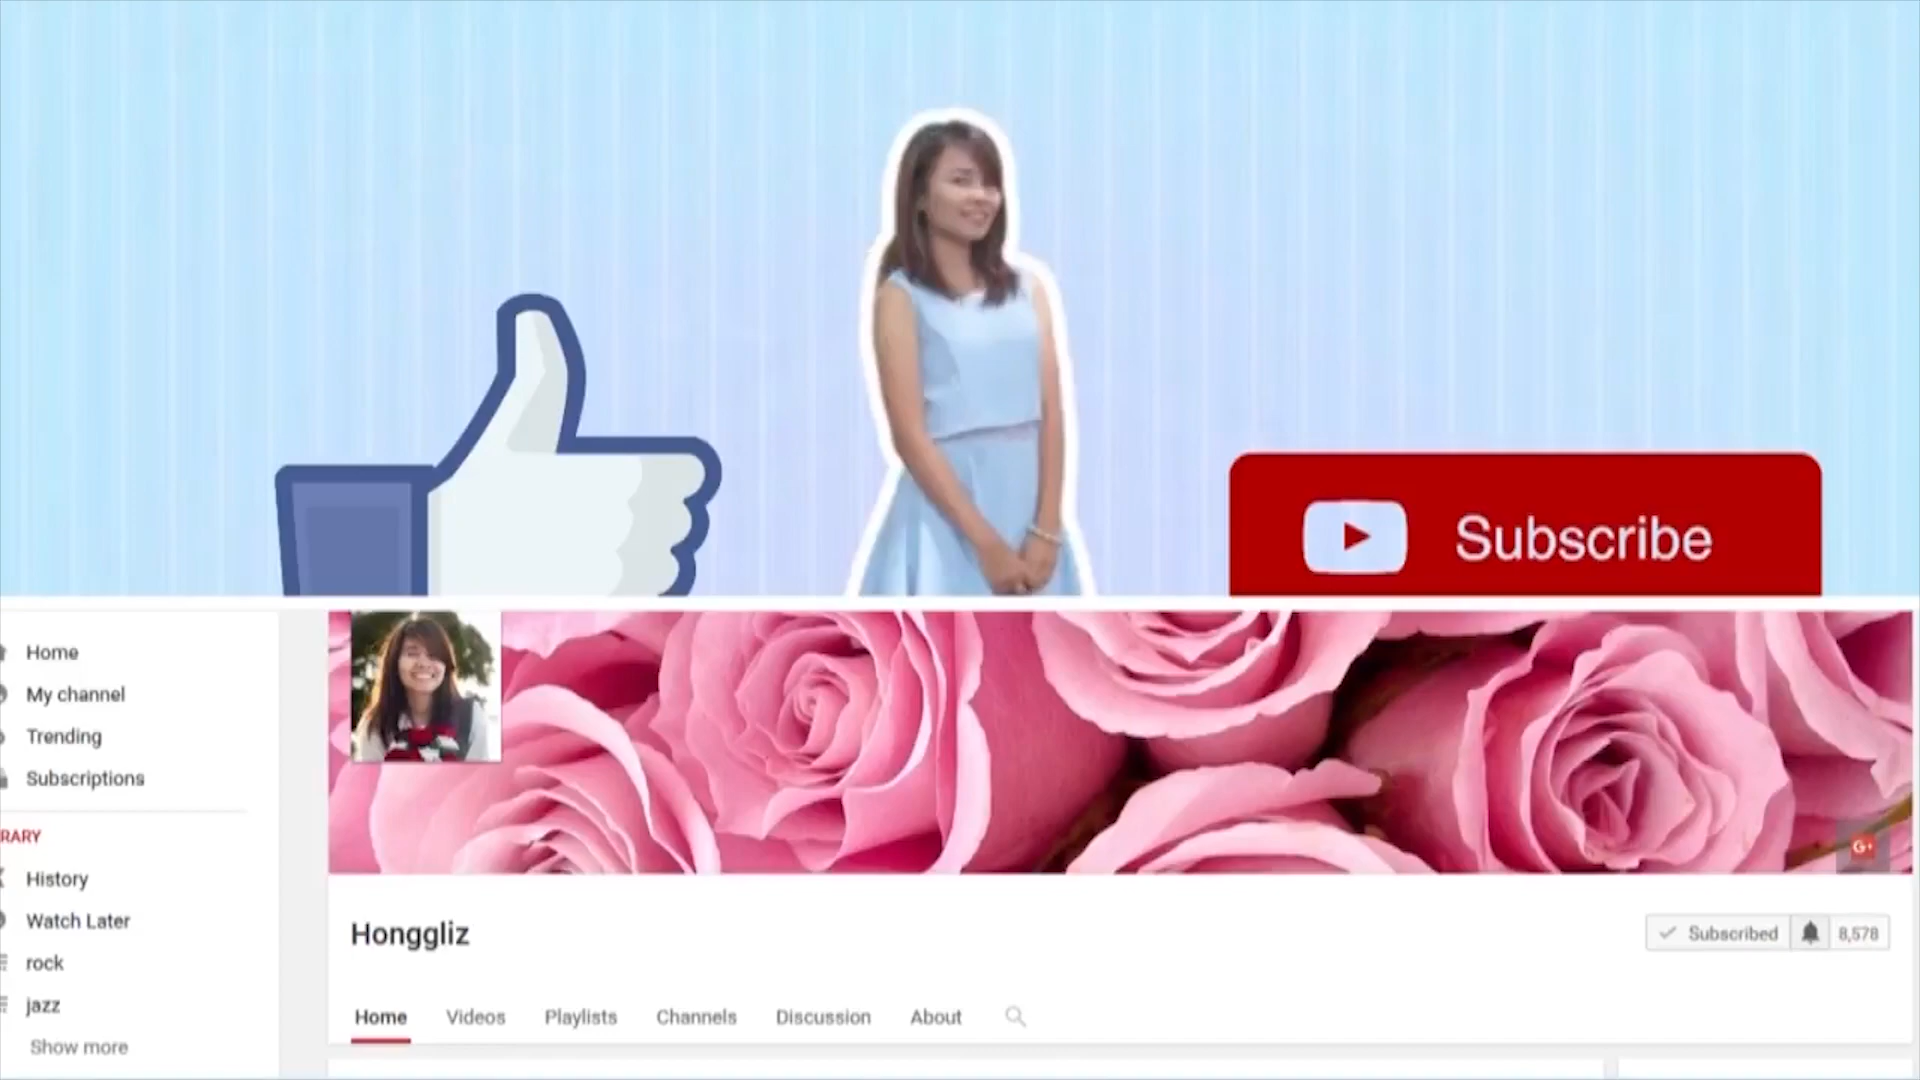 Subscribe
Home
My channel
Trending
Subscriptions
RARY
History
Watch Later
rock
jazz
Show more
G+
Honggliz
Subscribed 8,578
Home Videos Playlists Channels Discussion About